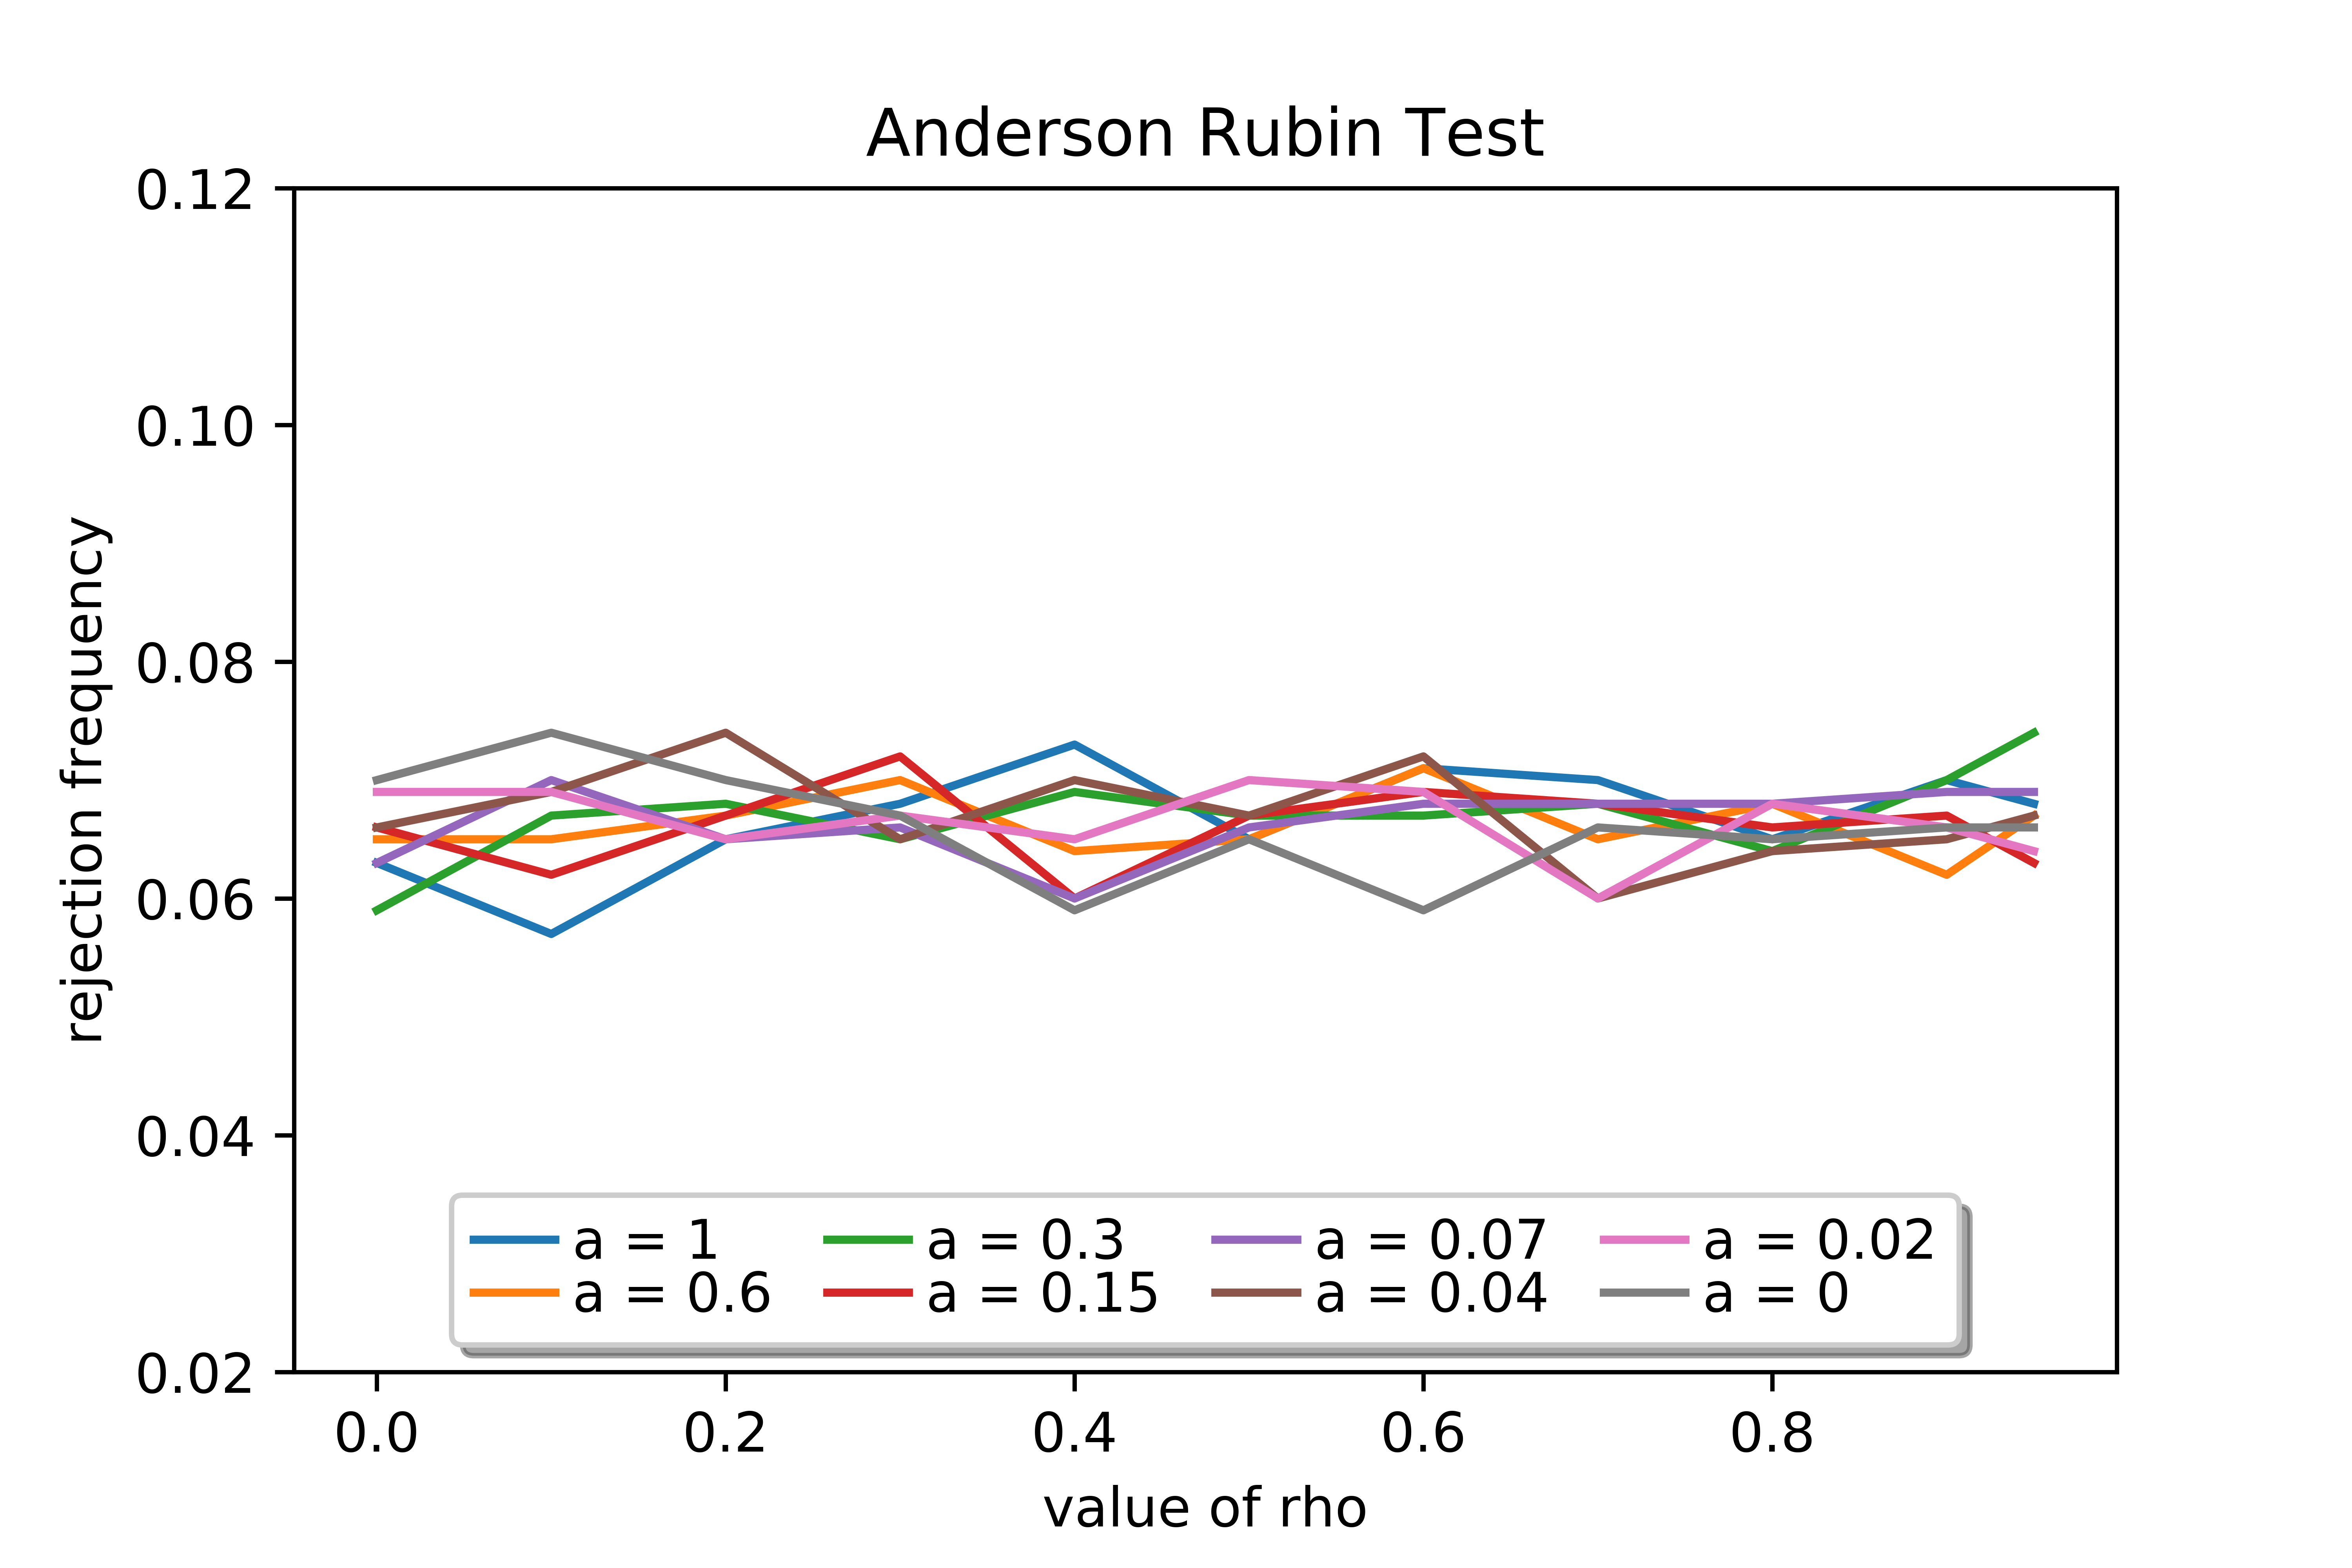 Anderson Rubin Test
0.12
0.10
0.08
0.06
0.04
0.02
rejection frequency
a = 1 a = 0.3 a = 0.07 a = 0.02
a = 0.6 a = 0.15 a = 0.04 a = 0
0.0 0.2 0.4 0.6 0.8
value of rho